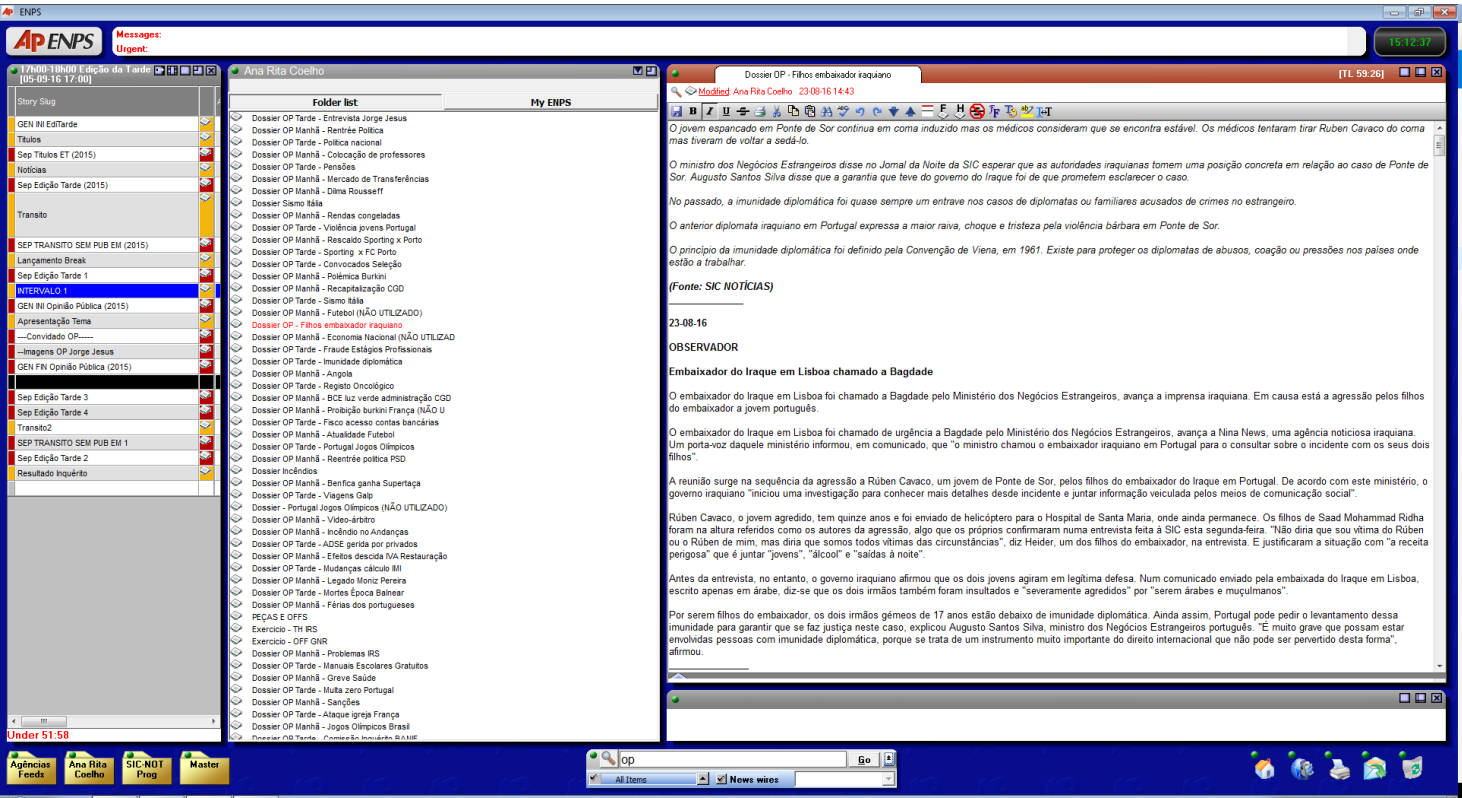 AP ENPS
AP ENPS
Messages:
Urgent:
15:12:37
17h00-18h00 Edição da Tarde
[05-09-16 17:00]
Story Slug
GEN INI EdiTarde
Títulos
Sep Titulos ET (2015)
Notícias
Sep Edição Tarde (2015)
Transito
SEP TRANSITO SEM PUB EM (2015)
Lançamento Break
Sep Edição Tarde 1
INTERVALO 1
GEN INI Opinião Pública (2015)
Apresentação Tema
----Convidado OP-----
--Imagens OP Jorge Jesus
GEN FIN Opinião Pública (2015)
Sep Edição Tarde 3
Sep Edição Tarde 4
Transito2
SEP TRANSITO SEM PUB EM 1
Sep Edição Tarde 2
Resultado Inquérito
Under 51:58
Ana Rita Coelho
Folder list
My ENPS
Dossier OP Tarde - Entrevista Jorge Jesus
Dossier OP Manhã - Rentrée Política
Dossier OP Tarde - Política nacional
Dossier OP Manhã - Colocação de professores
Dossier OP Tarde - Pensões
Dossier OP Manhã - Mercado de Transferências
Dossier OP Manhã - Dilma Rousseff
Dossier Sismo Itália
Dossier OP Manhã - Rendas congeladas
Dossier OP Tarde - Violência jovens Portugal
Dossier OP Manhã - Rescaldo Sporting x Porto
Dossier OP Tarde - Sporting x FC Porto
Dossier OP Tarde - Convocados Seleção
Dossier OP Manhã - Polémica Burkini
Dossier OP Manhã - Recapitalização CGD
Dossier OP Tarde - Sismo Itália
Dossier OP Manhã - Futebol (NÃO UTILIZADO)
Dossier OP - Filhos embaixador iraquiano
Dossier OP Manhã - Economia Nacional (NÃO UTILIZAD
Dossier OP Tarde - Fraude Estágios Profissionais
Dossier OP Tarde - Imunidade diplomática
Dossier OP Manhã - Angola
Dossier OP Tarde - Registo Oncológico
Dossier OP Manhã - BCE luz verde administração CGD
Dossier OP Manhã - Proibição burkini França (NÃO U
Dossier OP Tarde - Fisco acesso contas bancárias
Dossier OP Manhã - Atualidade Futebol
Dossier OP Tarde - Portugal Jogos Olímpicos
Dossier OP Manhã - Reentrée politica PSD
Dossier Incêndios
Dossier OP Manhã - Benfica ganha Supertaça
Dossier OP Tarde - Viagens Galp
Dossier - Portugal Jogos Olímpicos (NÃO UTILIZADO)
Dossier OP Manhã - Video-árbitro
Dossier OP Manhã - Incêndio no Andanças
Dossier OP Tarde - ADSE gerida por privados
Dossier OP Manhã - Efeitos descida IVA Restauração
Dossier OP Tarde - Mudanças cálculo IMI
Dossier OP Manhã - Legado Moniz Pereira
Dossier OP Tarde - Mortes Época Balnear
Dossier OP Manhã - Férias dos portugueses
PEÇAS E OFFS
Exercicio - TH IRS
Exercicio - OFF GNR
Dossier OP Manhã - Problemas IRS
Dossier OP Tarde - Manuais Escolares Gratuitos
Dossier OP Manhã - Greve Saúde
Dossier OP Tarde - Multa zero Portugal
Dossier OP Manhã - Sanções
Dossier OP Tarde - Ataque igreja França
Dossier OP Manhã - Jogos Olímpicos Brasil
Dossier OP Tarde - Comissão Inquérito BANIF
Dossier OP - Filhos embaixador iraquiano
[TL 59:26]
Modified: Ana Rita Coelho 23-08-16 14:43
O jovem espancado em Ponte de Sor continua em coma induzido mas os médicos consideram que se encontra estável. Os médicos tentaram tirar Ruben Cavaco do coma
mas tiveram de voltar a sedá-lo.
O ministro dos Negócios Estrangeiros disse no Jornal da Noite da SIC esperar que as autoridades iraquianas tomem uma posição concreta em relação ao caso de Ponte de
Sor. Augusto Santos Silva disse que a garantia que teve do governo do Iraque foi de que prometem esclarecer o caso.
No passado, a imunidade diplomática foi quase sempre um entrave nos casos de diplomatas ou familiares acusados de crimes no estrangeiro.
O anterior diplomata iraquiano em Portugal expressa a maior raiva, choque e tristeza pela violência bárbara em Ponte de Sor.
O princípio da imunidade diplomática foi definido pela Convenção de Viena, em 1961. Existe para proteger os diplomatas de abusos, coação ou pressões nos países onde
estão a trabalhar.
(Fonte: SIC NOTÍCIAS)
23-08-16
OBSERVADOR
Embaixador do Iraque em Lisboa chamado a Bagdade
O embaixador do Iraque em Lisboa foi chamado a Bagdade pelo Ministério dos Negócios Estrangeiros, avança a imprensa iraquiana. Em causa está a agressão pelos filhos
do embaixador a jovem português.
O embaixador do Iraque em Lisboa foi chamado de urgência a Bagdade pelo Ministério dos Negócios Estrangeiros, avança a Nina News, uma agência noticiosa iraquiana.
Um porta-voz daquele ministério informou, em comunicado, que "o ministro chamou o embaixador iraquiano em Portugal para o consultar sobre o incidente com os seus dois
filhos".
A reunião surge na sequência da agressão a Rúben Cavaco, um jovem de Ponte de Sor, pelos filhos do embaixador do Iraque em Portugal. De acordo com este ministério, o
governo iraquiano "iniciou uma investigação para conhecer mais detalhes desde incidente e juntar informação veiculada pelos meios de comunicação social".
Rúben Cavaco, o jovem agredido, tem quinze anos e foi enviado de helicóptero para o Hospital de Santa Maria, onde ainda permanece. Os filhos de Saad Mohammad Ridha
foram na altura referidos como os autores da agressão, algo que os próprios confirmaram numa entrevista feita à SIC esta segunda-feira. "Não diria que sou vítima do Rúben
ou o Rúben de mim, mas diria que somos todos vítimas das circunstâncias", diz Heider, um dos filhos do embaixador, na entrevista. E justificaram a situação com "a receita
perigosa" que é juntar "jovens", "álcool" e "saídas à noite".
Antes da entrevista, no entanto, o governo iraquiano afirmou que os dois jovens agiram em legítima defesa. Num comunicado enviado pela embaixada do Iraque em Lisboa,
escrito apenas em árabe, diz-se que os dois irmãos também foram insultados e "severamente agredidos" por "serem árabes e muçulmanos".
Por serem filhos do embaixador, os dois irmãos gémeos de 17 anos estão debaixo de imunidade diplomática. Ainda assim, Portugal pode pedir o levantamento dessa
imunidade para garantir que se faz justiça neste caso, explicou Augusto Santos Silva, ministro dos Negócios Estrangeiros português. "É muito grave que possam estar
envolvidas pessoas com imunidade diplomática, porque se trata de um instrumento muito importante do direito internacional que não pode ser pervertido desta forma",
afirmou.
Agências Feeds
Ana Rita Coelho
SIC-NOT Prog
Master
op
Go
All Items
News wires